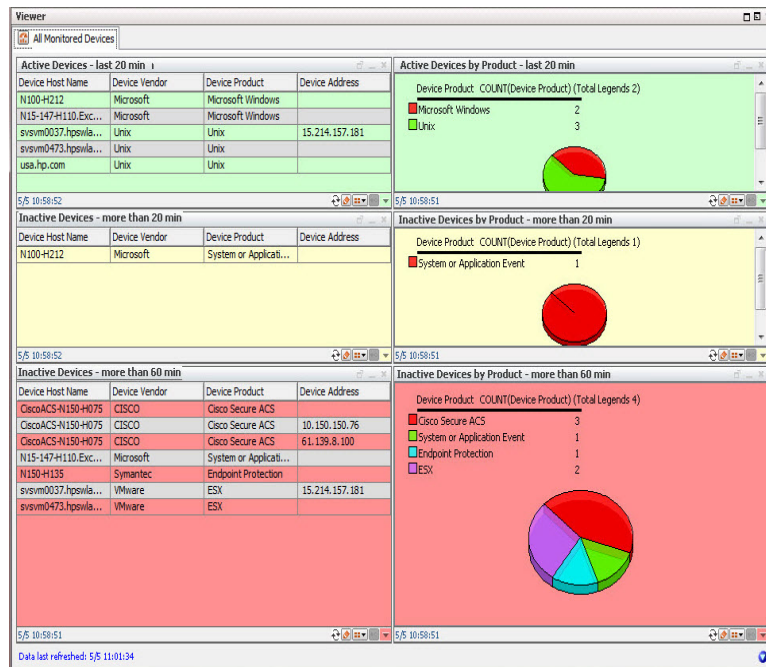 Viewer
All Monitored Devices
Active Devices - last 20 min
Device Host Name Device Vendor Device Product Device Address
N100-H212 Microsoft Microsoft Windows
N15-147-H110.Exc... Microsoft Microsoft Windows
svsvm0037.hpswla... Unix Unix 15.214.157.181
svsvm0473.hpswla... Unix Unix
usa.hp.com Unix Unix
5/5 10:58:52
Active Devices by Product - last 20 min
Device Product COUNT(Device Product) (Total Legends 2)
Microsoft Windows 2
Unix 3
5/5 10:58:51
Inactive Devices - more than 20 min
Device Host Name Device Vendor Device Product Device Address
N100-H212 Microsoft System or Applicati...
5/5 10:58:52
Inactive Devices by Product - more than 20 min
Device Product COUNT(Device Product) (Total Legends 1)
System or Application Event 1
5/5 10:58:51
Inactive Devices - more than 60 min
Device Host Name Device Vendor Device Product Device Address
CiscoACS-N150-H075 CISCO Cisco Secure ACS
CiscoACS-N150-H075 CISCO Cisco Secure ACS 10.150.150.76
CiscoACS-N150-H075 CISCO Cisco Secure ACS 61.139.8.100
N15-147-H110.Exc... Microsoft System or Applicati...
N150-H135 Symantec Endpoint Protection
svsvm0037.hpswla... VMware ESX 15.214.157.181
svsvm0473.hpswla... VMware ESX
5/5 10:58:51
Inactive Devices by Product - more than 60 min
Device Product COUNT(Device Product) (Total Legends 4)
Cisco Secure ACS 3
System or Application Event 1
Endpoint Protection 1
ESX 2
5/5 10:58:51
Data last refreshed: 5/5 11:01:34